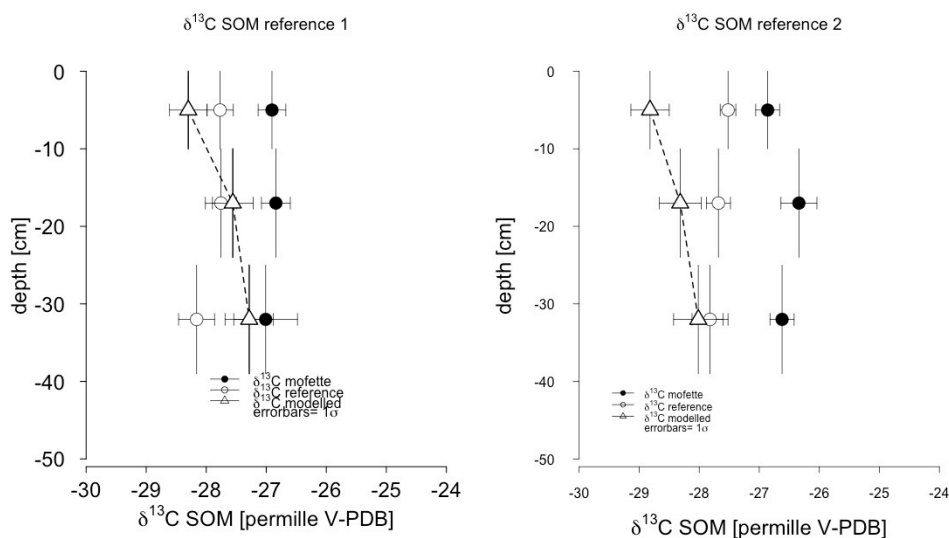 δ¹³C SOM reference 1
0
-10
-20
-30
-40
-50
depth [cm]
δ¹³C mofette
δ¹³C reference
δ¹³C modelled
errorbars= 1σ
-30 -29 -28 -27 -26 -25 -24
δ¹³C SOM [permille V-PDB]
δ¹³C SOM reference 2
0
-10
-20
-30
-40
-50
depth [cm]
δ¹³C mofette
δ¹³C reference
δ¹³C modelled
errorbars= 1σ
-30 -29 -28 -27 -26 -25 -24
δ¹³C SOM [permille V-PDB]